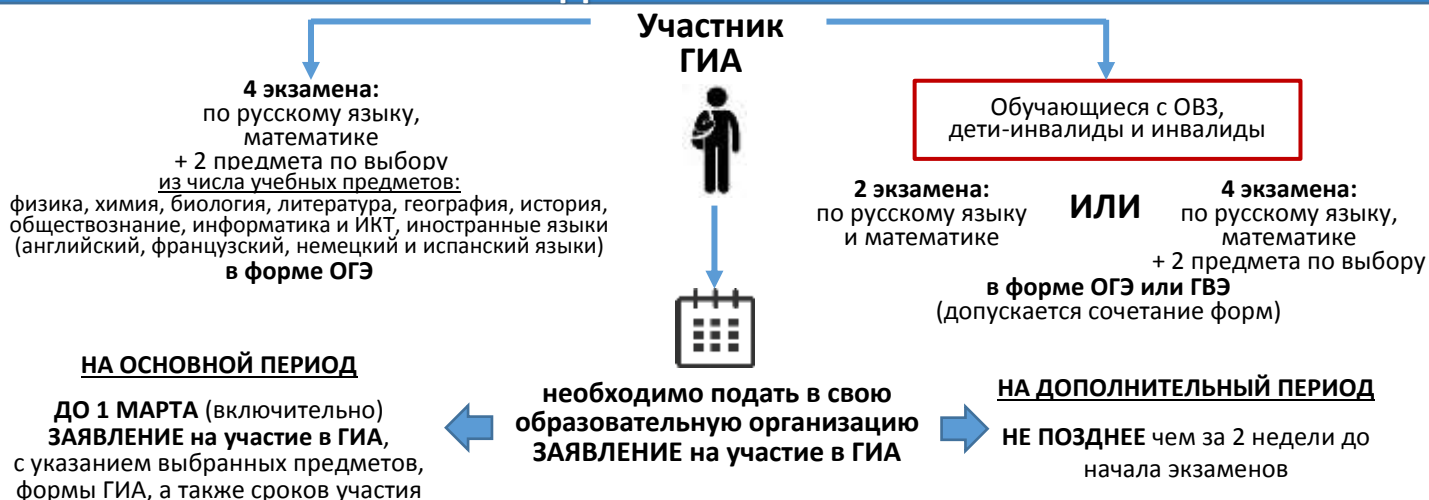 Участник
ГИА
4 экзамена:
по русскому языку,
математике
+ 2 предмета по выбору
из числа учебных предметов:
физика, химия, биология, литература, география, история,
обществознание, информатика и ИКТ, иностранные языки
(английский, французский, немецкий и испанский языки)
в форме ОГЭ
Обучающиеся с ОВЗ,
дети-инвалиды и инвалиды
2 экзамена:
по русскому языку
и математике
ИЛИ
4 экзамена:
по русскому языку,
математике
+ 2 предмета по выбору
в форме ОГЭ или ГВЭ
(допускается сочетание форм)
необходимо подать в свою
образовательную организацию
ЗАЯВЛЕНИЕ на участие в ГИА
НА ОСНОВНОЙ ПЕРИОД
ДО 1 МАРТА (включительно)
ЗАЯВЛЕНИЕ на участие в ГИА,
с указанием выбранных предметов,
формы ГИА, а также сроков участия
НА ДОПОЛНИТЕЛЬНЫЙ ПЕРИОД
НЕ ПОЗДНЕЕ чем за 2 недели до
начала экзаменов